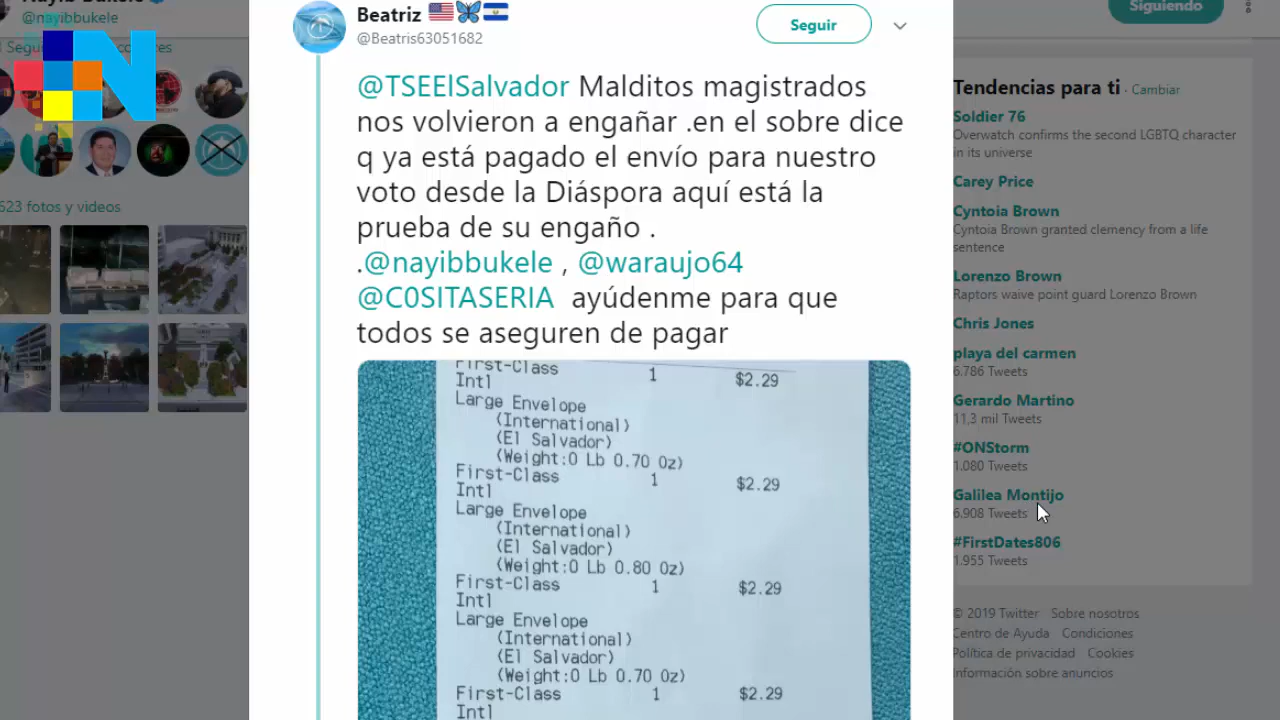 Nayib Bukele
@nayibbukele
623 fotos y videos
Beatriz
@Beatris63051682
Seguir
@TSEElSalvador Malditos magistrados
nos volvieron a engañar .en el sobre dice
q ya está pagado el envío para nuestro
voto desde la Diáspora aquí está la
prueba de su engaño .
.@nayibbukele , @waraujo64
@C0SITASERIA ayúdenme para que
todos se aseguren de pagar
First-Class 1 $2.29
Intl
Large Envelope
(International)
(El Salvador)
(Weight:0 Lb 0.70 Oz)
First-Class 1 $2.29
Intl
Large Envelope
(International)
(El Salvador)
(Weight:0 Lb 0.80 Oz)
First-Class 1 $2.29
Intl
Large Envelope
(International)
(El Salvador)
(Weight:0 Lb 0.70 Oz)
First-Class 1 $2.29
Intl
Siguiendo
Tendencias para ti · Cambiar
Soldier 76
Overwatch confirms the second LGBTQ character
in its universe
Carey Price
Cyntoia Brown
Cyntoia Brown granted clemency from a life
sentence
Lorenzo Brown
Raptors waive point guard Lorenzo Brown
Chris Jones
playa del carmen
6.786 Tweets
Gerardo Martino
11,3 mil Tweets
#ONStorm
1.080 Tweets
Galilea Montijo
6.908 Tweets
#FirstDates806
1.955 Tweets
© 2019 Twitter Sobre nosotros
Centro de Ayuda Condiciones
Política de privacidad Cookies
Información sobre anuncios